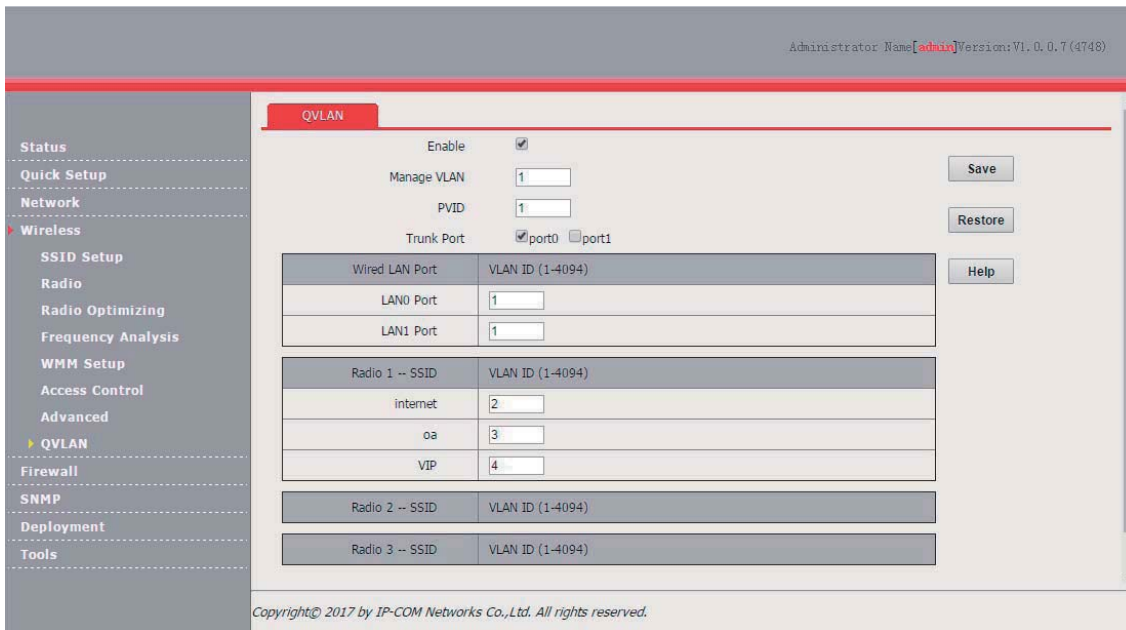 Administrator Name[admin]Version:V1.0.0.7(4748)
Status
Quick Setup
Network
Wireless
SSID Setup
Radio
Radio Optimizing
Frequency Analysis
WMM Setup
Access Control
Advanced
QVLAN
Firewall
SNMP
Deployment
Tools
QVLAN
Enable
Manage VLAN 1
PVID 1
Trunk Port port0 port1
Wired LAN Port VLAN ID (1-4094)
LAN0 Port 1
LAN1 Port 1
Radio 1 -- SSID VLAN ID (1-4094)
internet 2
oa 3
VIP 4
Radio 2 -- SSID VLAN ID (1-4094)
Radio 3 -- SSID VLAN ID (1-4094)
Save
Restore
Help
Copyright© 2017 by IP-COM Networks Co.,Ltd. All rights reserved.